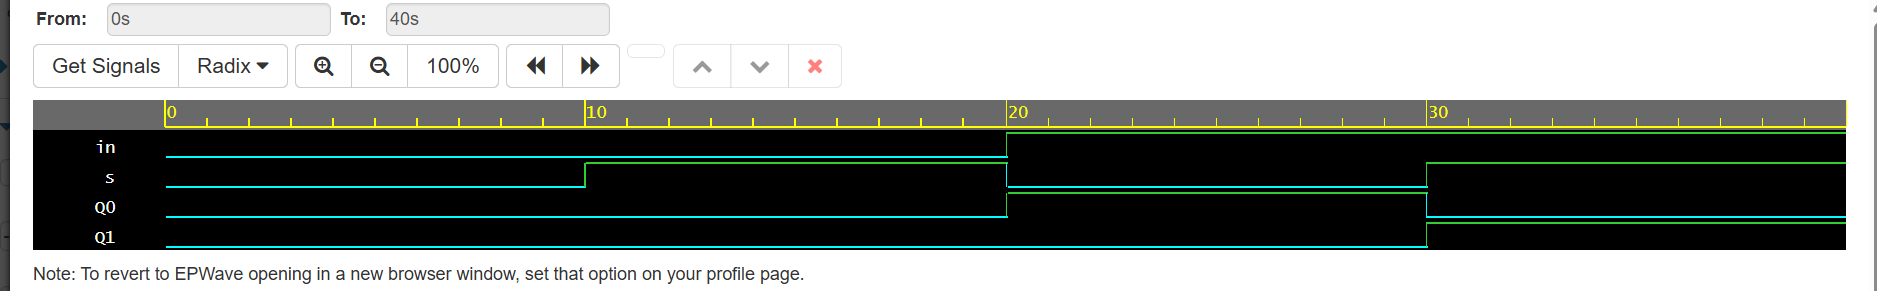 From: 0s To: 40s
Get Signals Radix 100%
0 10 20 30
in
s
Q0
Q1
Note: To revert to EPWave opening in a new browser window, set that option on your profile page.